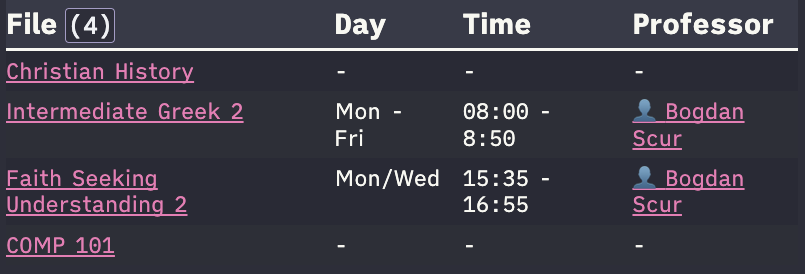 File (4) Day Time Professor
Christian History - - -
Intermediate Greek 2 Mon - 08:00 - 👤 Bogdan
Fri 8:50 Scur
Faith Seeking Mon/Wed 15:35 - 👤 Bogdan
Understanding 2 16:55 Scur
COMP 101 - - -